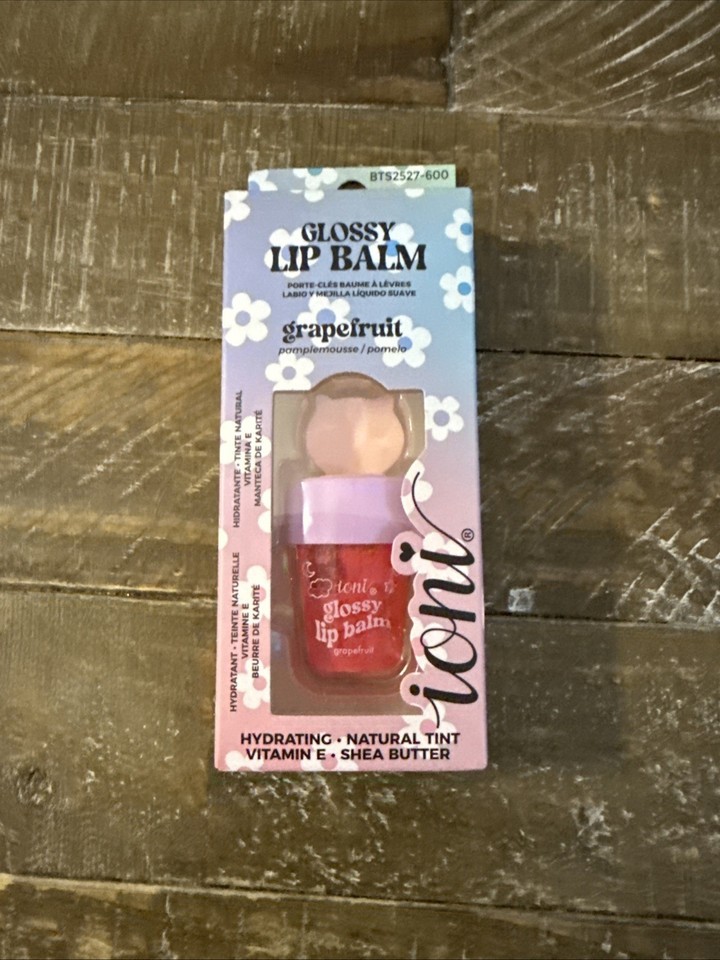 BTS2527-600
GLOSSY
LIP BALM
PORTE-CLÉS BAUME À LÈVRES
LABIO Y MEJILLA LÍQUIDO SUAVE
grapefruit
pamplemousse / pomelo
HIDRATANTE • TINTE NATURAL
VITAMINA E
MANTECA DE KARITÉ
HYDRATANT • TEINTE NATURELLE
VITAMINE E
BEURRE DE KARITÉ
ioni®
glossy
lip balm
grapefruit
ioni®
HYDRATING • NATURAL TINT
VITAMIN E • SHEA BUTTER